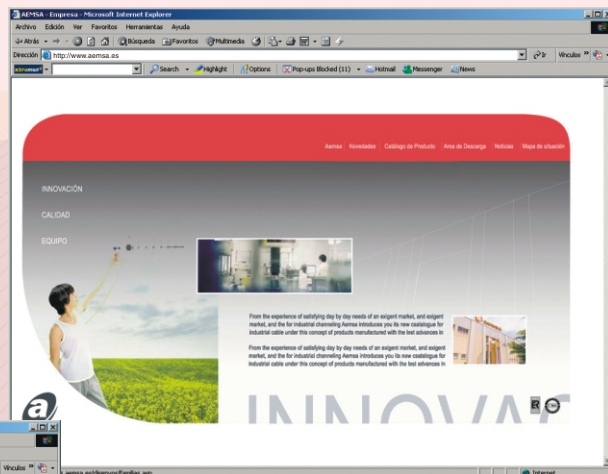 AEMSA - Empresa - Microsoft Internet Explorer
Archivo Edición Ver Favoritos Herramientas Ayuda
Atrás Búsqueda Favoritos Multimedia
Dirección http://www.aemsa.es Ir Vínculos »
Search Highlight Options Pop-ups Blocked (11) Hotmail Messenger News
Aemsa Novedades Catálogo de Producto Area de Descarga Noticias Mapa de situación
INNOVACIÓN
CALIDAD
EQUIPO
From the experience of satisfying day by day needs of an exigent market, and exigent
market, and the for industrial channeling Aemsa introduces you its new
industrial cable under this concept of products manufactured with the lest advances in
From the experience of satisfying day by day needs of an exigent market, and exigent
market, and the for industrial channeling Aemsa introduces you its new catalogue for
industrial cable under this concept of products manufactured with the lest advances in
INNOVAC
a
Vínculos »
Internet